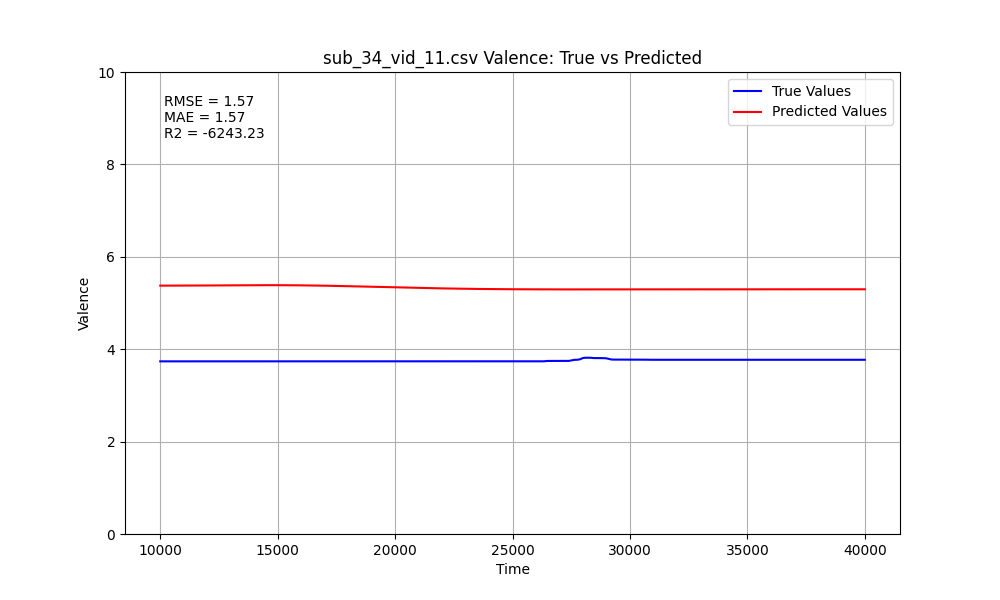 sub_34_vid_11.csv Valence: True vs Predicted
RMSE = 1.57
MAE = 1.57
R2 = -6243.23
True Values
Predicted Values
Valence
10
8
6
4
2
0
10000
15000
20000
25000
30000
35000
40000
Time